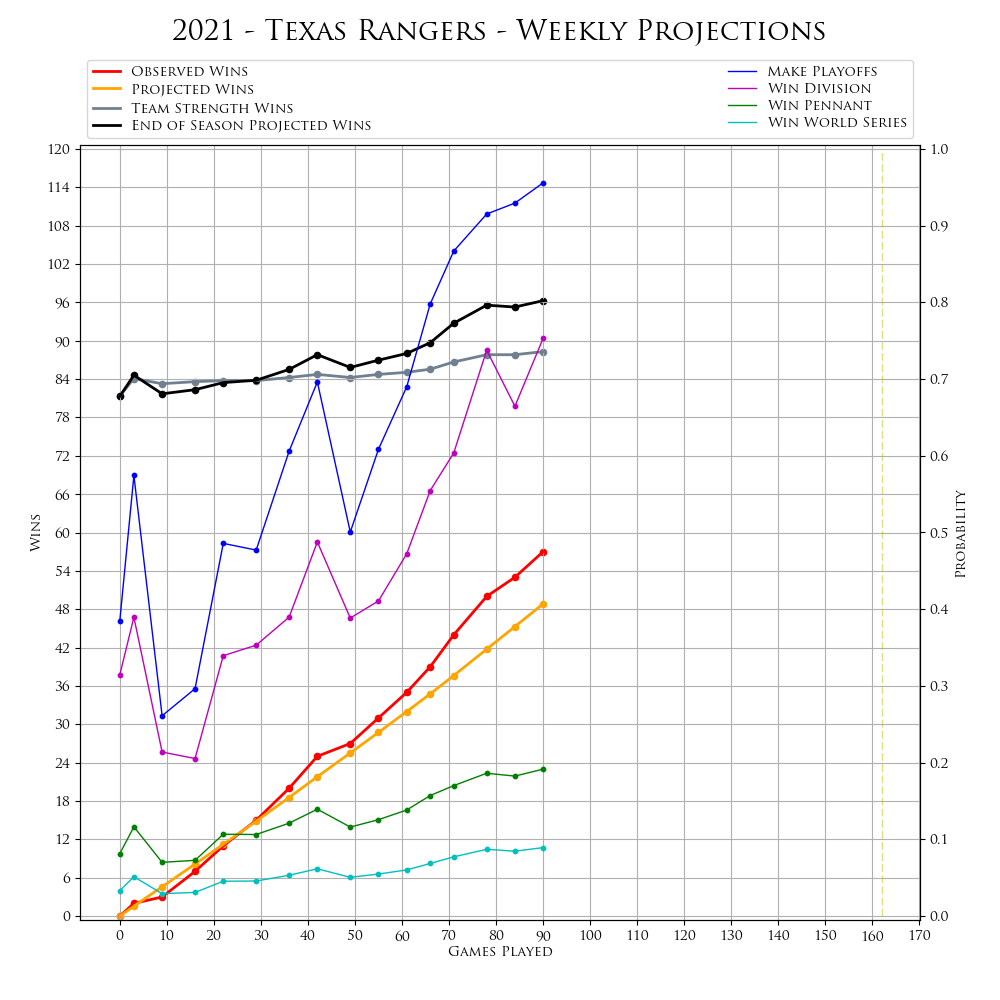 2021 - Texas Rangers - Weekly Projections
Observed Wins
Projected Wins
Team Strength Wins
End of Season Projected Wins
Make Playoffs
Win Division
Win Pennant
Win World Series
120
114
108
102
96
90
84
78
72
66
60
54
48
42
36
30
24
18
12
6
0
Wins
1.0
0.9
0.8
0.7
0.6
0.5
0.4
0.3
0.2
0.1
0.0
Probability
0 10 20 30 40 50 60 70 80 90 100 110 120 130 140 150 160 170
Games Played